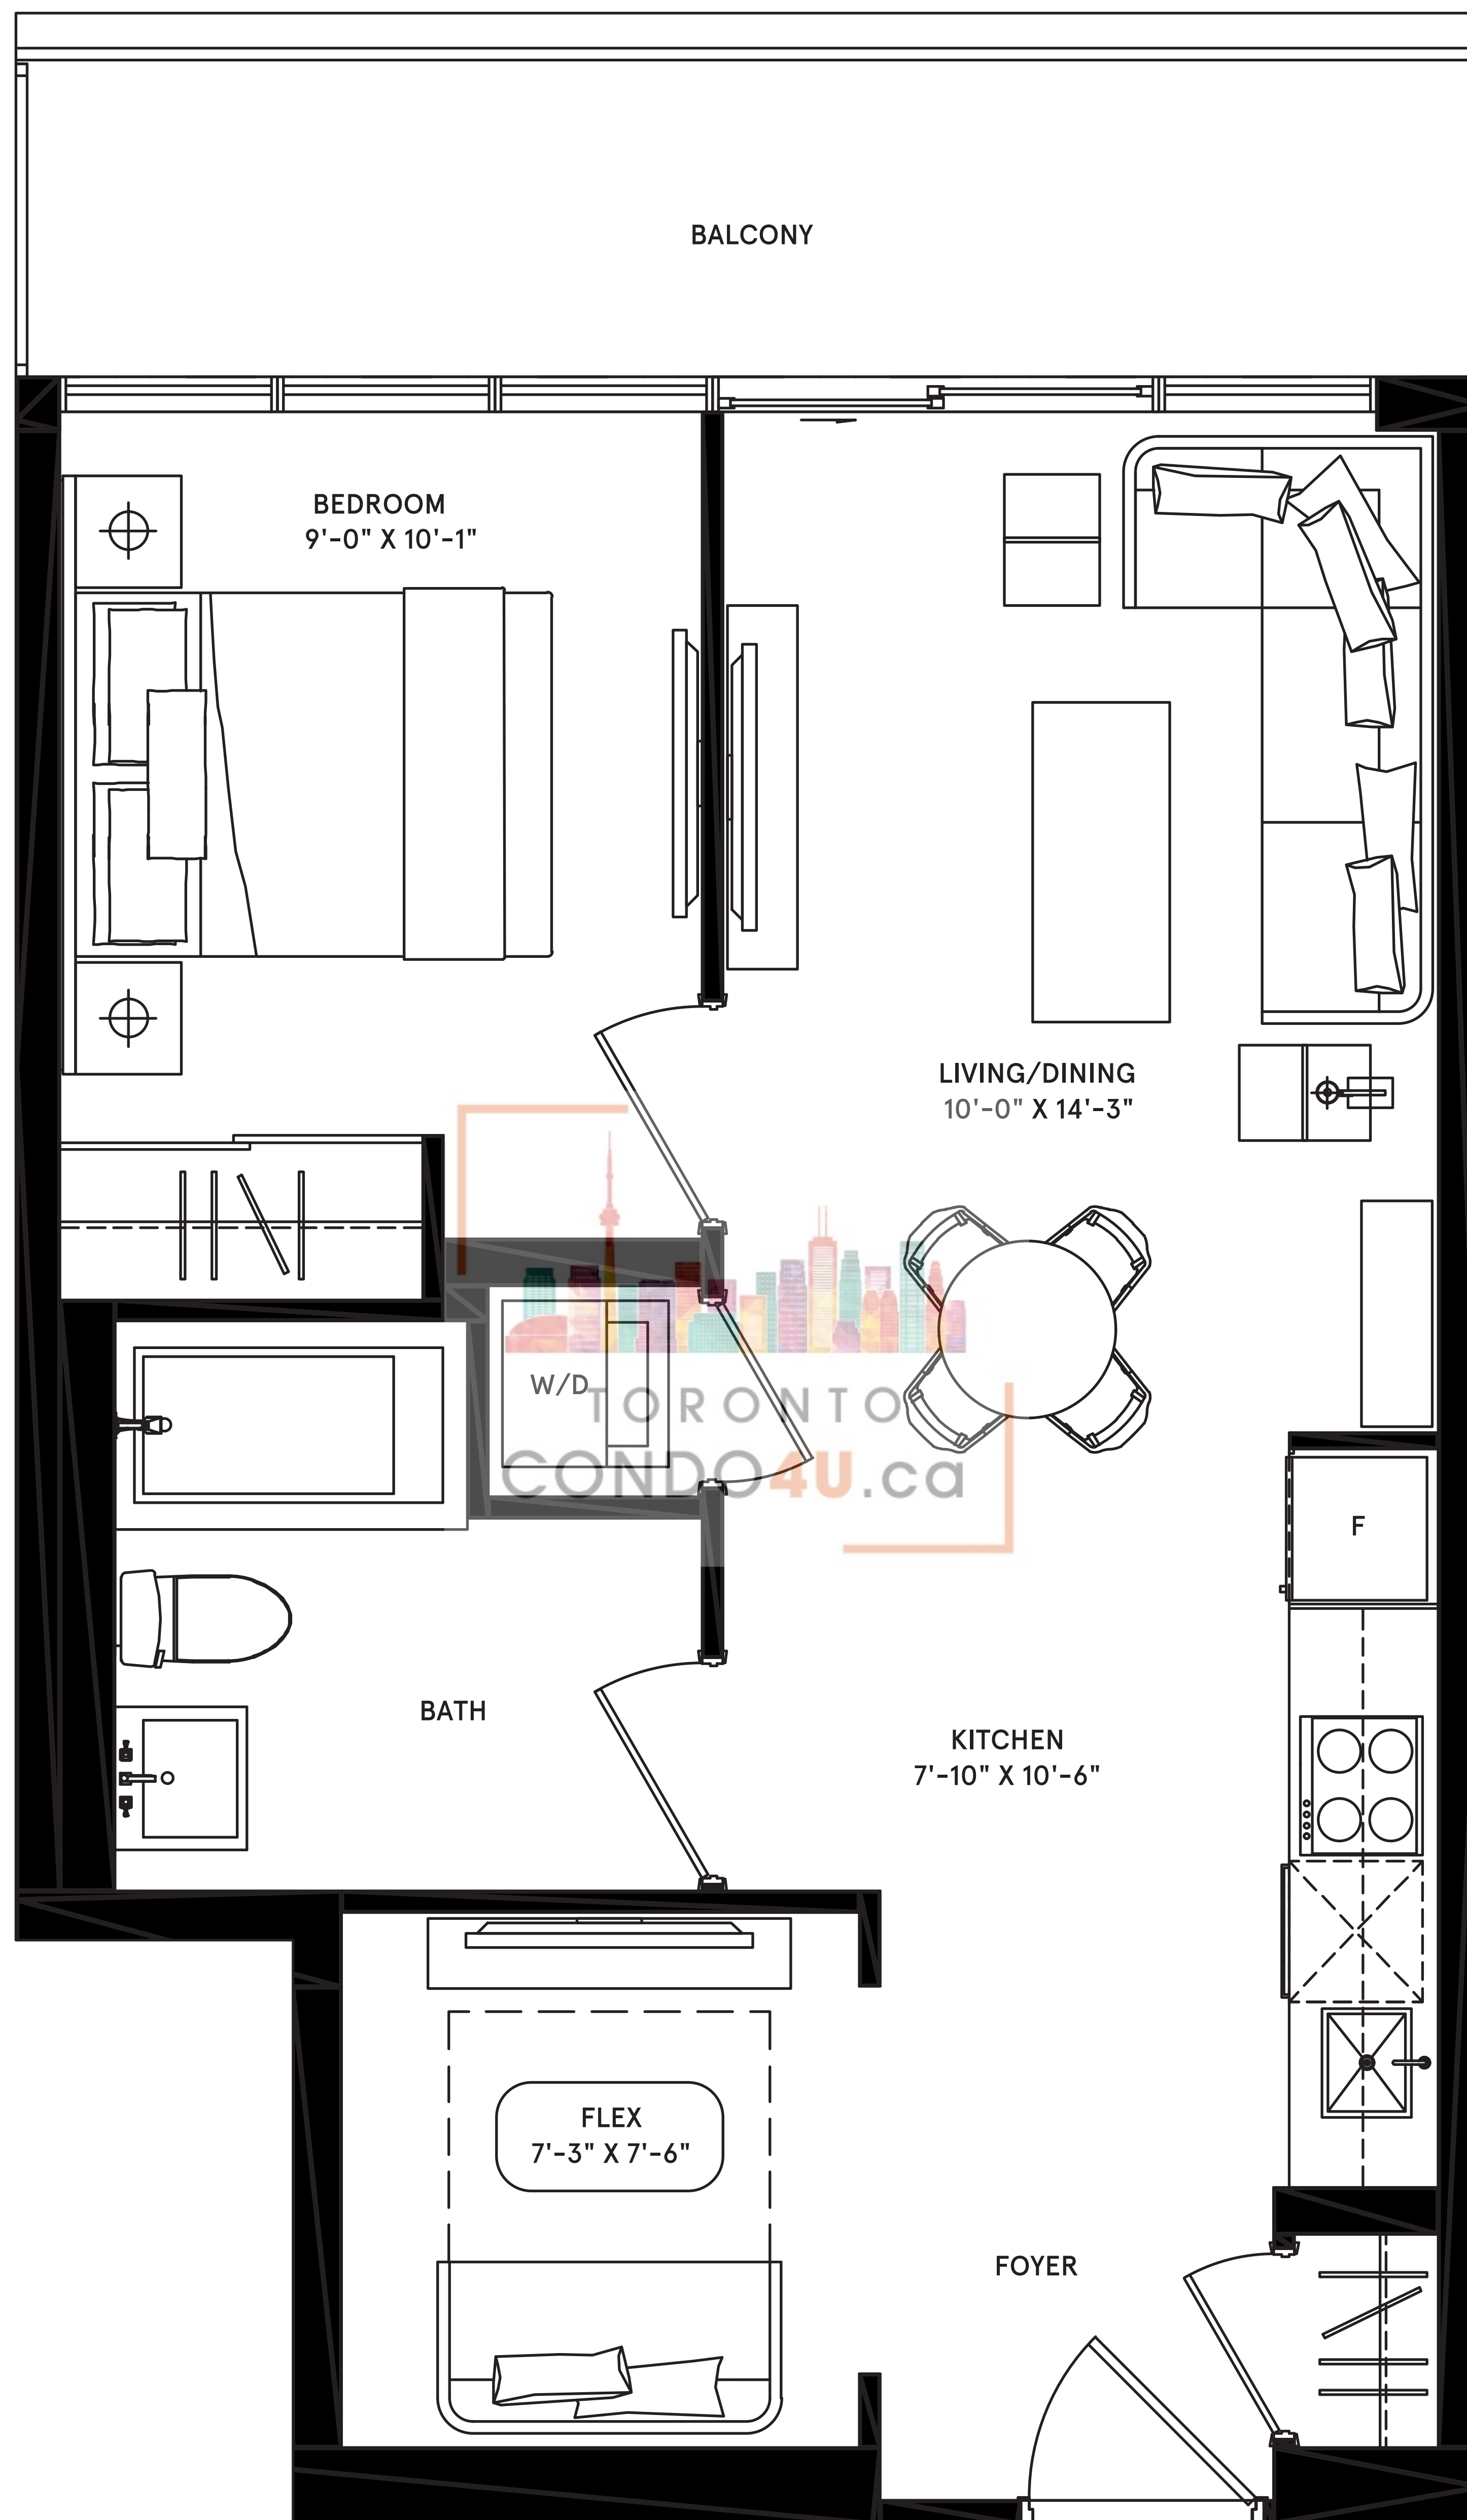 BALCONY
BEDROOM
9'-0" X 10'-1"
LIVING/DINING
10'-0" X 14'-3"
W/D
TORONTO
CONDO4U.ca
F
BATH
KITCHEN
7'-10" X 10'-6"
FLEX
7'-3" X 7'-6"
FOYER